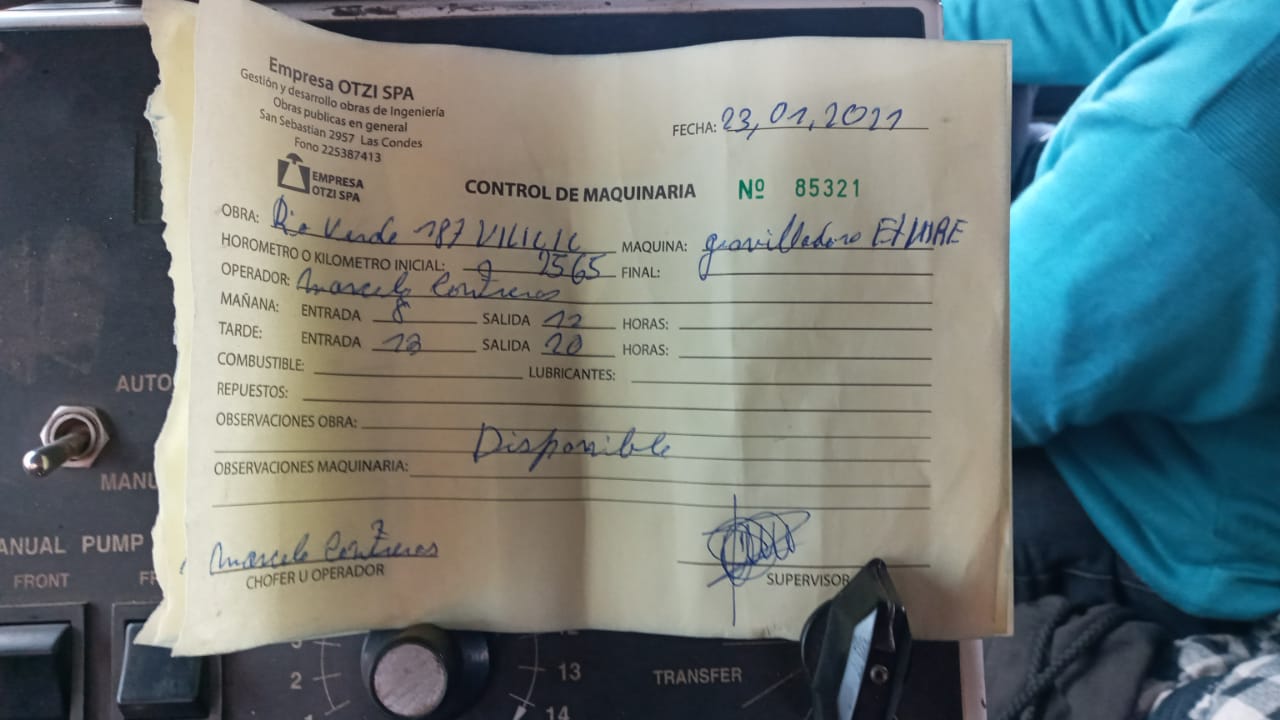 Empresa OTZI SPA
Gestión y desarrollo obras de Ingeniería
Obras publicas en general
San Sebastian 2957 Las Condes
Fono 225387413
EMPRESA
OTZI SPA
FECHA: 23,01,2021
CONTROL DE MAQUINARIA Nº 85321
OBRA: Rio Verde 187 MAQUINA: gravilladora
HOROMETRO O KILOMETRO INICIAL: 2565 FINAL:
OPERADOR: Marcelo Contreras
MAÑANA: ENTRADA 8 SALIDA 12 HORAS:
TARDE: ENTRADA 13 SALIDA 20 HORAS:
COMBUSTIBLE: LUBRICANTES:
REPUESTOS:
OBSERVACIONES OBRA:
Disponible
OBSERVACIONES MAQUINARIA:
Marcelo Contreras
CHOFER U OPERADOR SUPERVISOR
AUTO
MANU
ANUAL PUMP
FRONT FR
2 13 TRANSFER
1 14